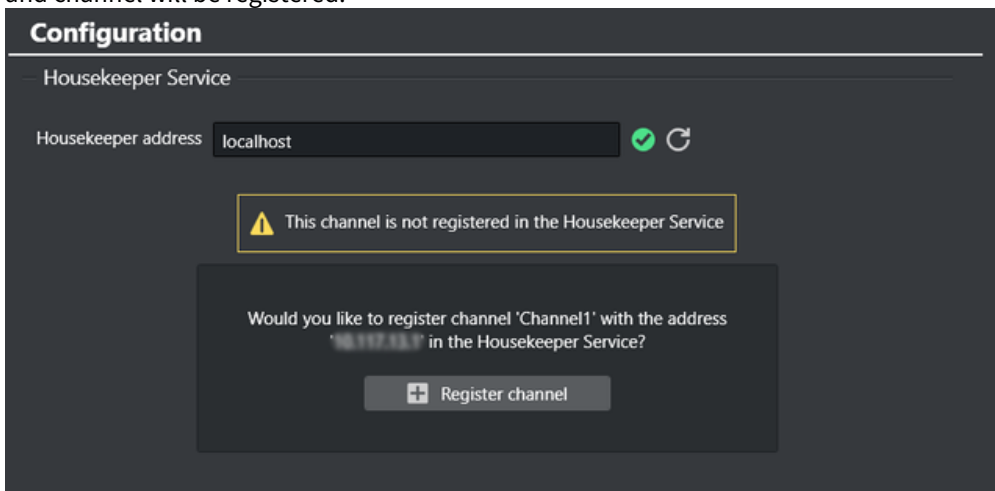 and channel will be registered.
Configuration
Housekeeper Service
Housekeeper address localhost
This channel is not registered in the Housekeeper Service
Would you like to register channel 'Channel1' with the address
' ' in the Housekeeper Service?
Register channel